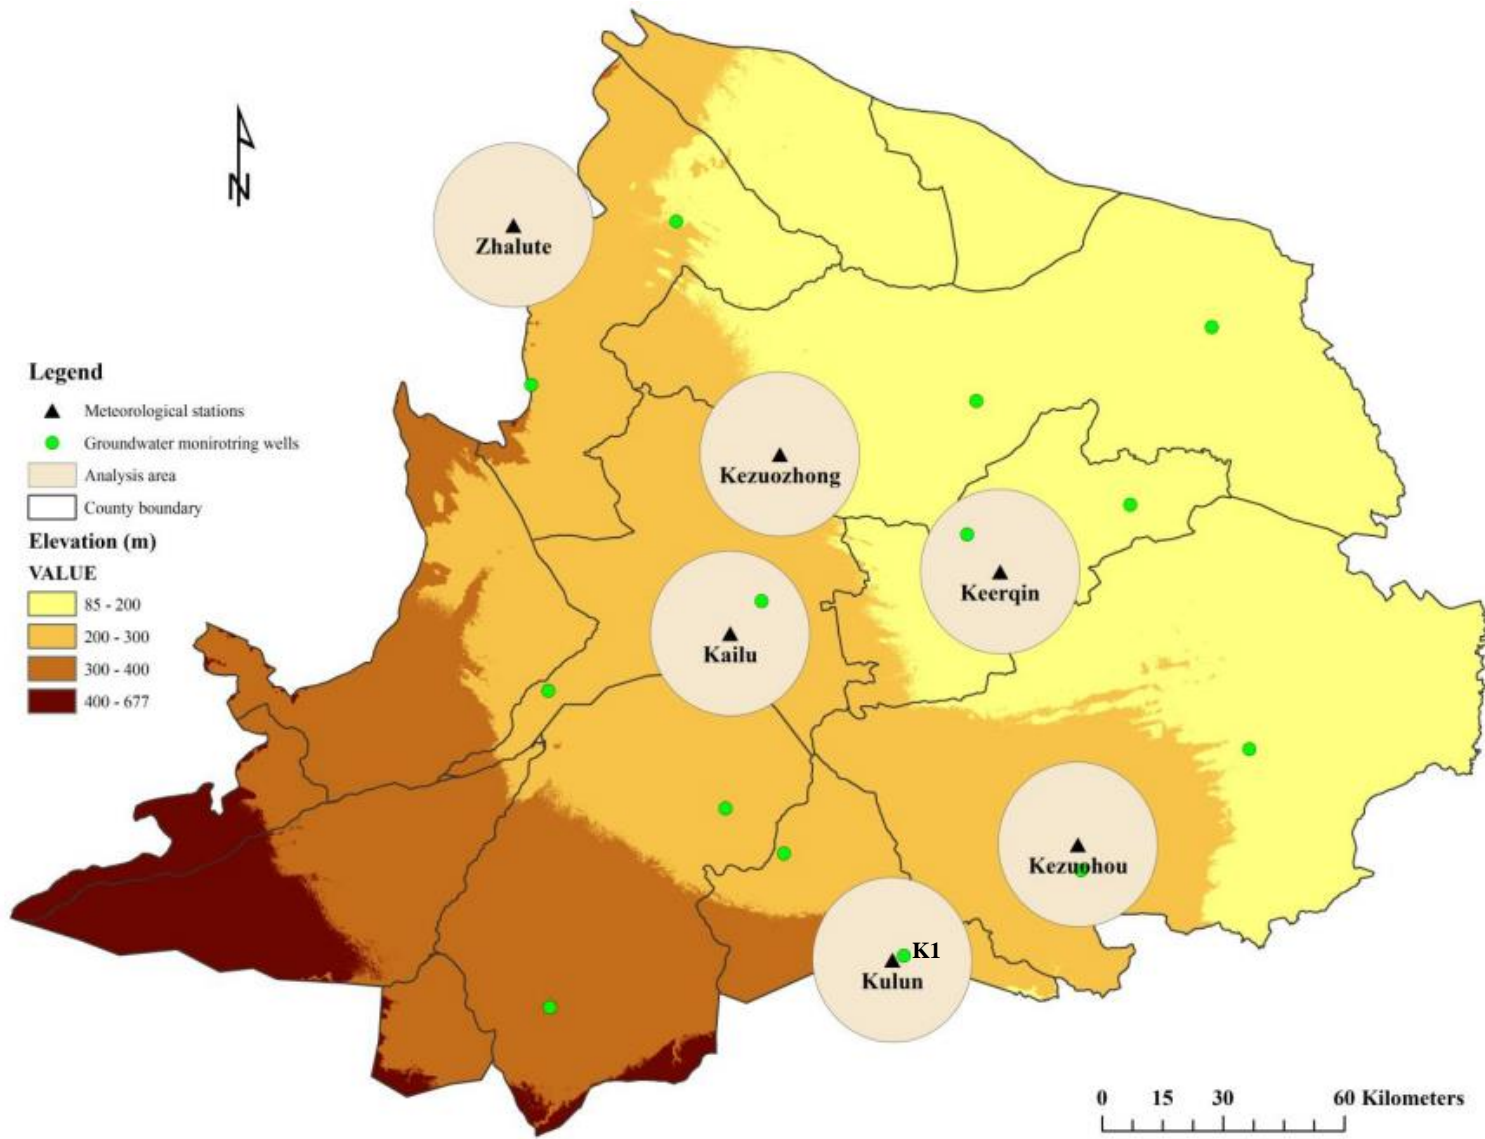 N
Zhalute
Legend
Meteorological stations
Groundwater monirotring wells
Analysis area
County boundary
Elevation (m)
VALUE
85 - 200
200 - 300
300 - 400
400 - 677
Kezuozhong
Keerqin
Kailu
Kezuohou
K1
Kulun
0 15 30 60 Kilometers